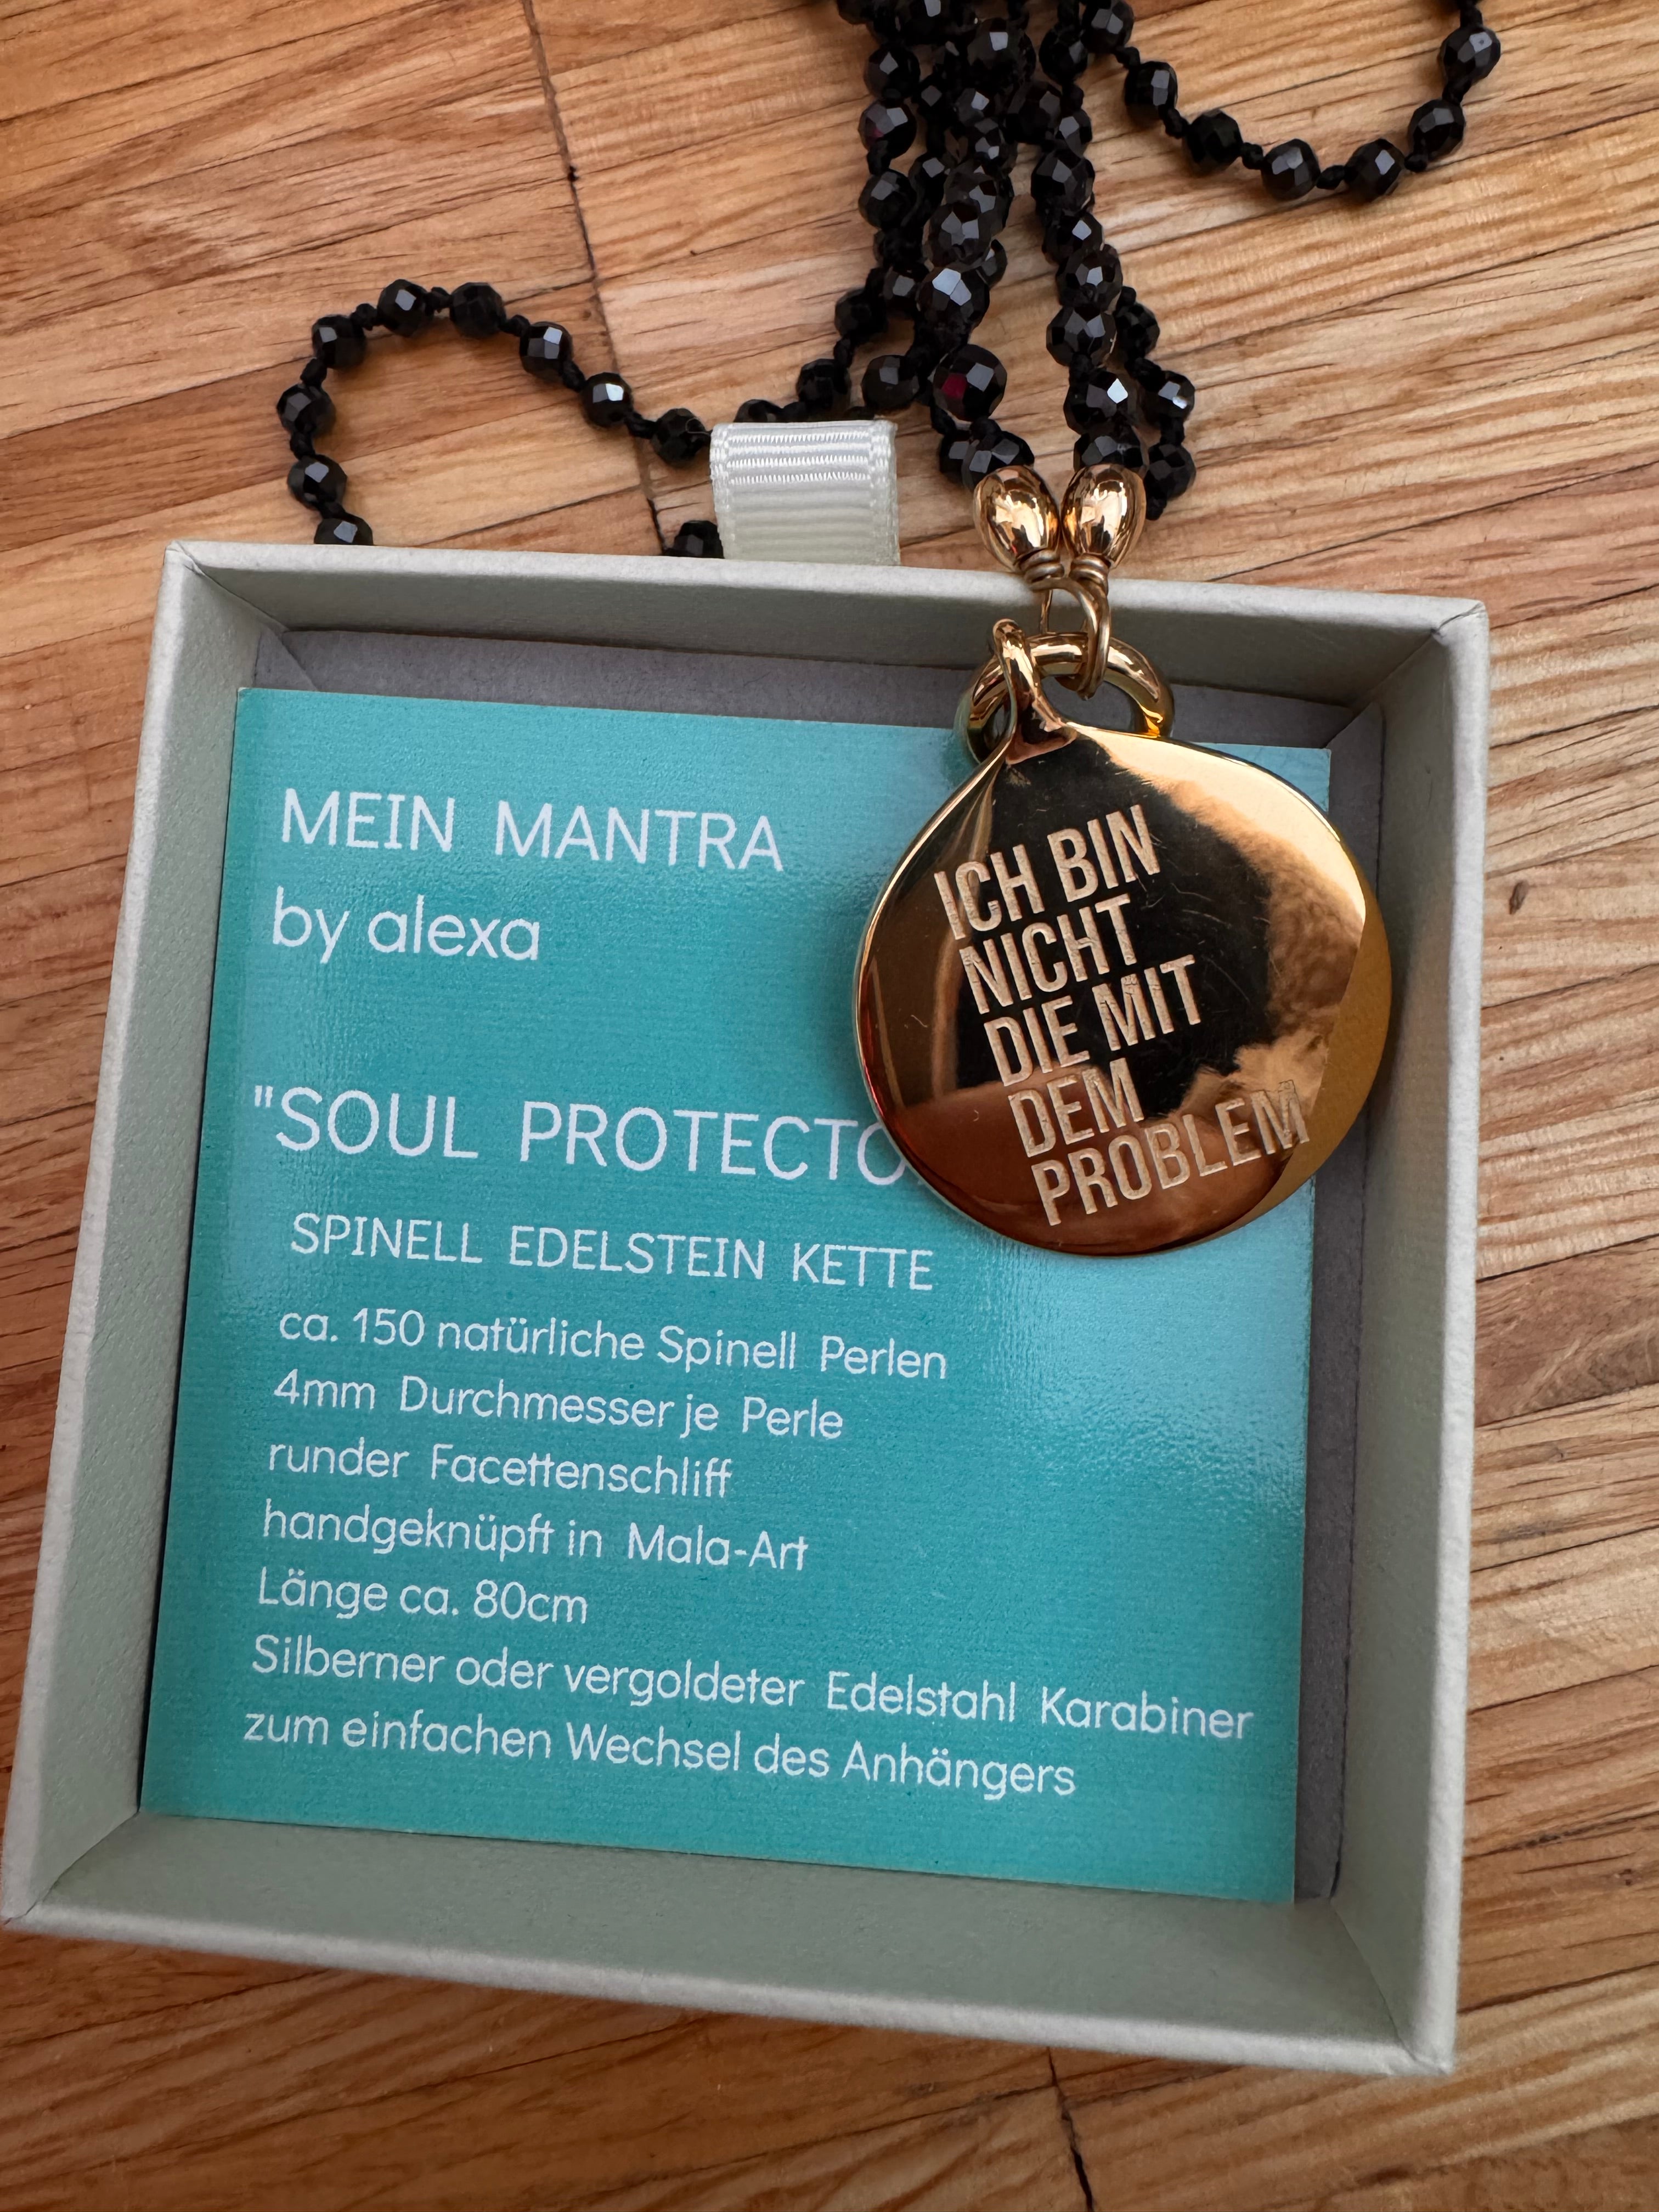 MEIN MANTRA
by alexa
"SOUL PROTECTO
SPINELL EDELSTEIN KETTE
ca. 150 natürliche Spinell Perlen
4mm Durchmesser je Perle
runder Facettenschliff
handgeknüpft in Mala-Art
Länge ca. 80cm
Silberner oder vergoldeter Edelstahl Karabiner
zum einfachen Wechsel des Anhängers
ICH BIN
NICHT
DIE MIT
DEM
PROBLEM